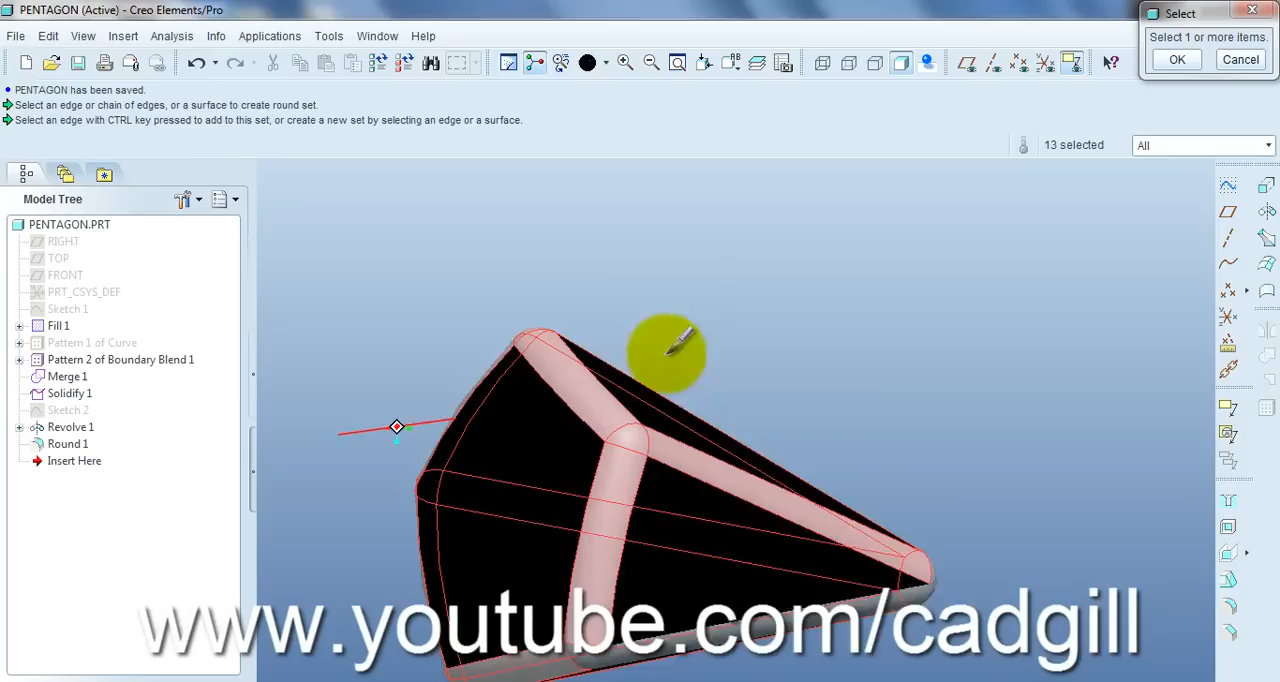 PENTAGON (Active) - Creo Elements/Pro
Select
File Edit View Insert Analysis Info Applications Tools Window Help
Select 1 or more items.
OK Cancel
PENTAGON has been saved.
Select an edge or chain of edges, or a surface to create round set.
Select an edge with CTRL key pressed to add to this set, or create a new set by selecting an edge or a surface.
13 selected
All
Model Tree
PENTAGON.PRT
RIGHT
TOP
FRONT
PRT_CSYS_DEF
Sketch 1
Fill 1
Pattern 1 of Curve
Pattern 2 of Boundary Blend 1
Merge 1
Solidify 1
Sketch 2
Revolve 1
Round 1
Insert Here
www.youtube.com/cadgill